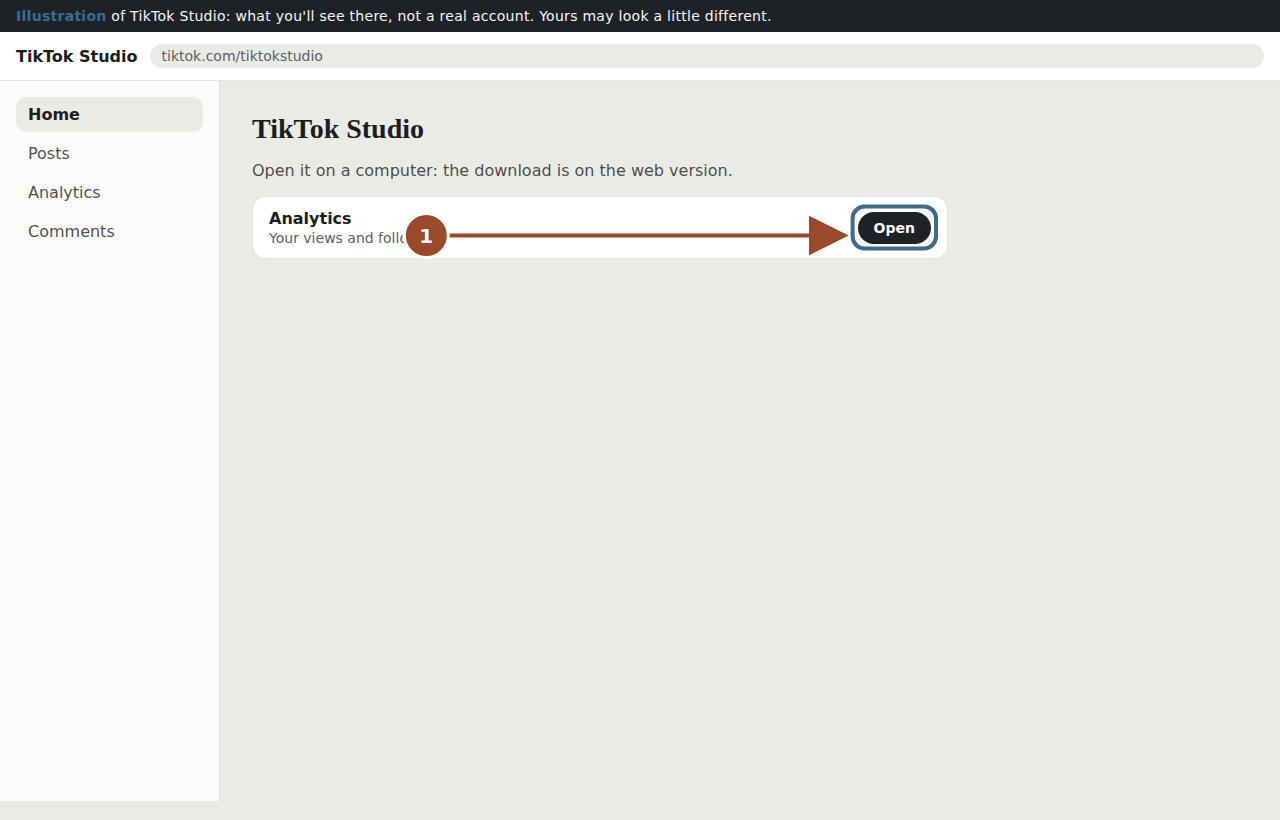 Illustration of TikTok Studio: what you'll see there, not a real account. Yours may look a little different.
TikTok Studio
tiktok.com/tiktokstudio
Home
Posts
Analytics
Comments
TikTok Studio
Open it on a computer: the download is on the web version.
Analytics
Your views and
1
Open